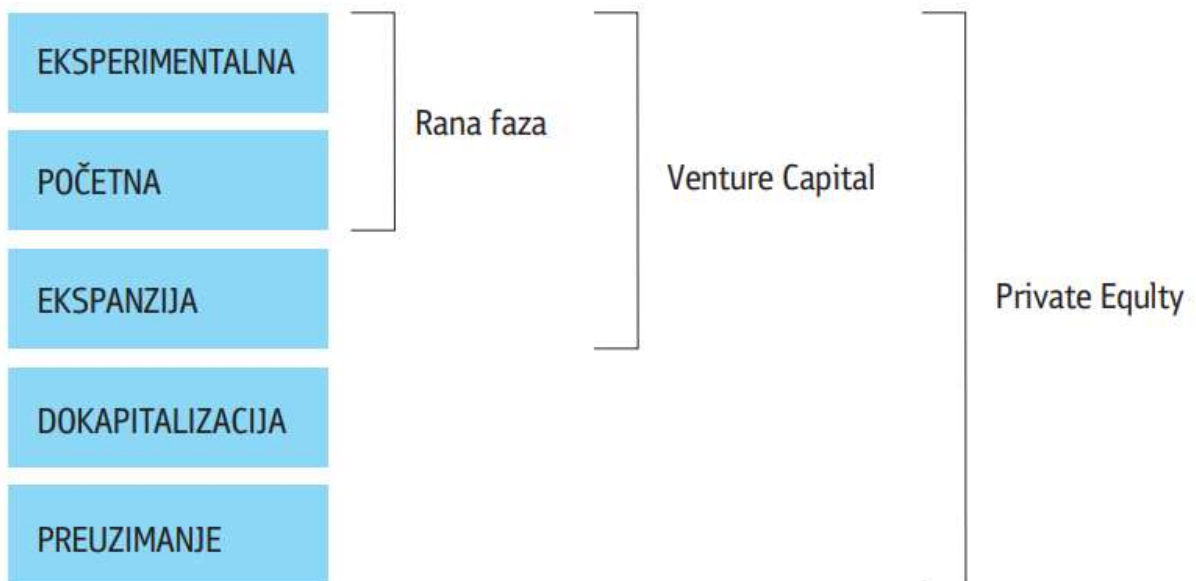 EKSPERIMENTALNA
POČETNA
EKSPANZIJA
DOKAPITALIZACIJA
PREUZIMANJE
Rana faza
Venture Capital
Private Equlty